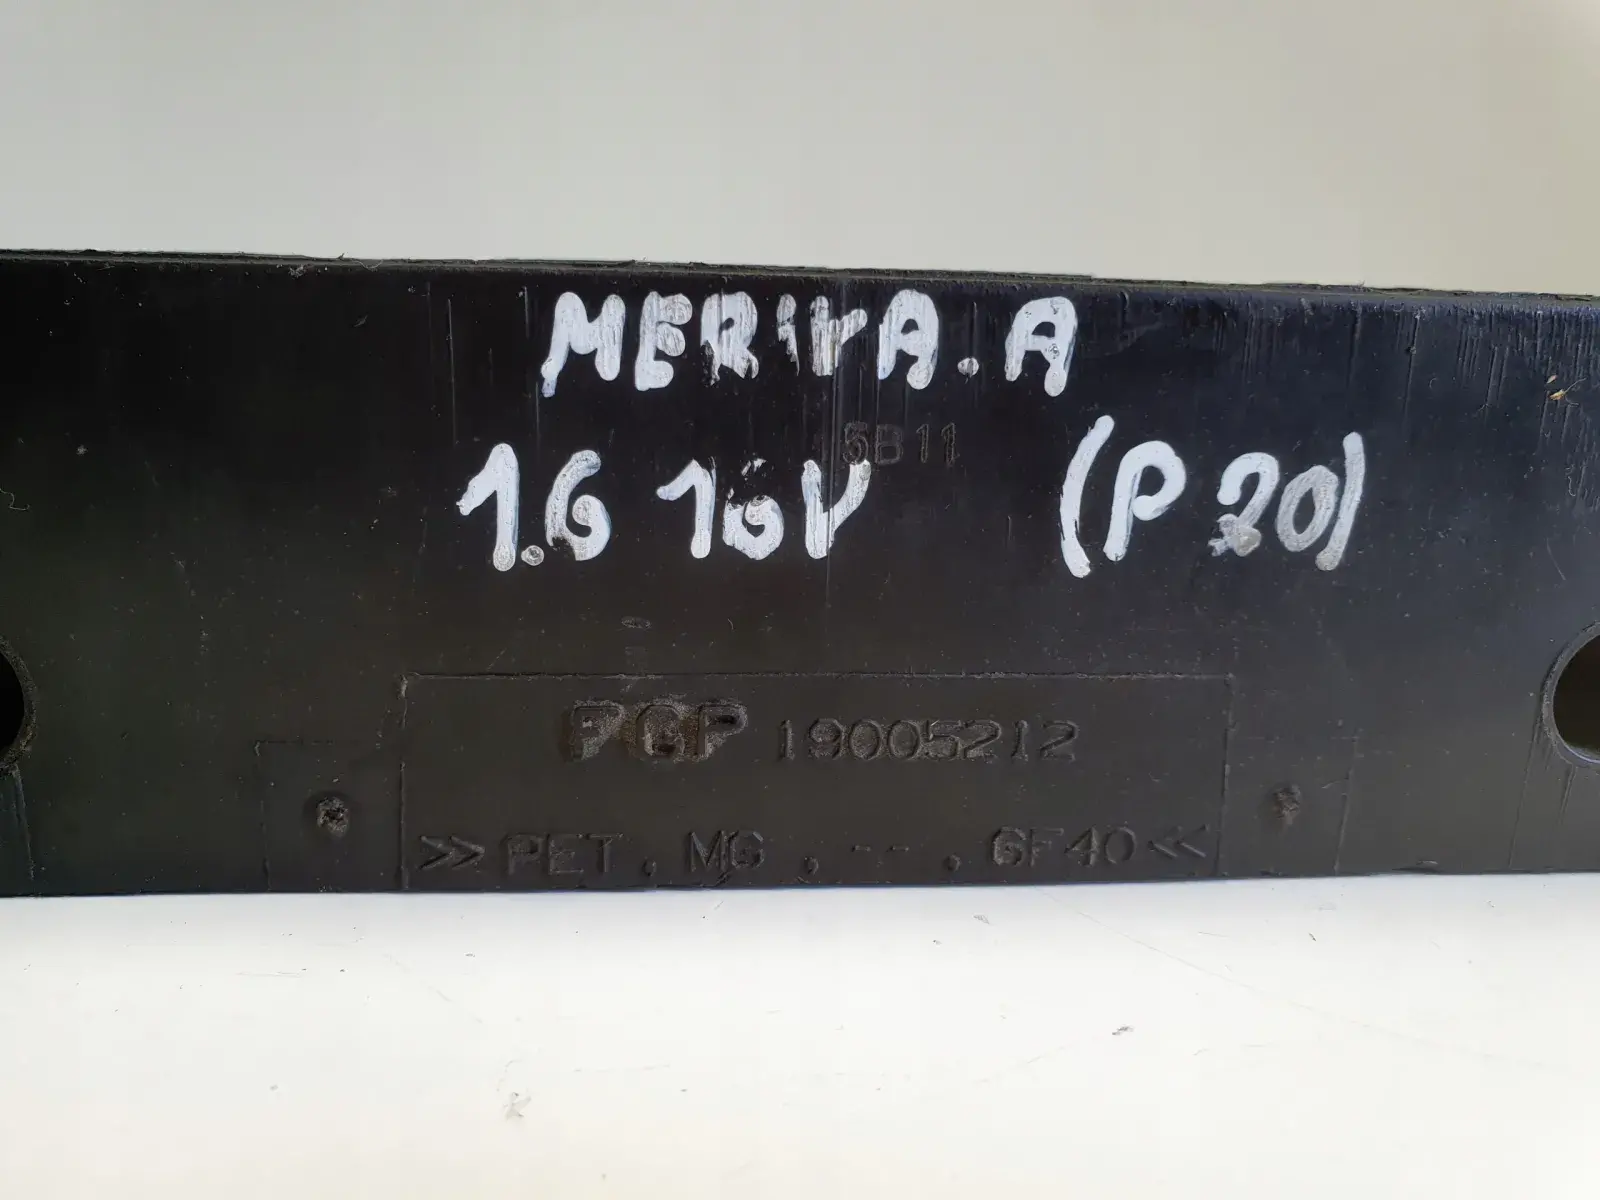 MERIVA.A
5B11
1.6 16V (P20)
PGP 19005212
>> PET, MG, --, GF40 <<